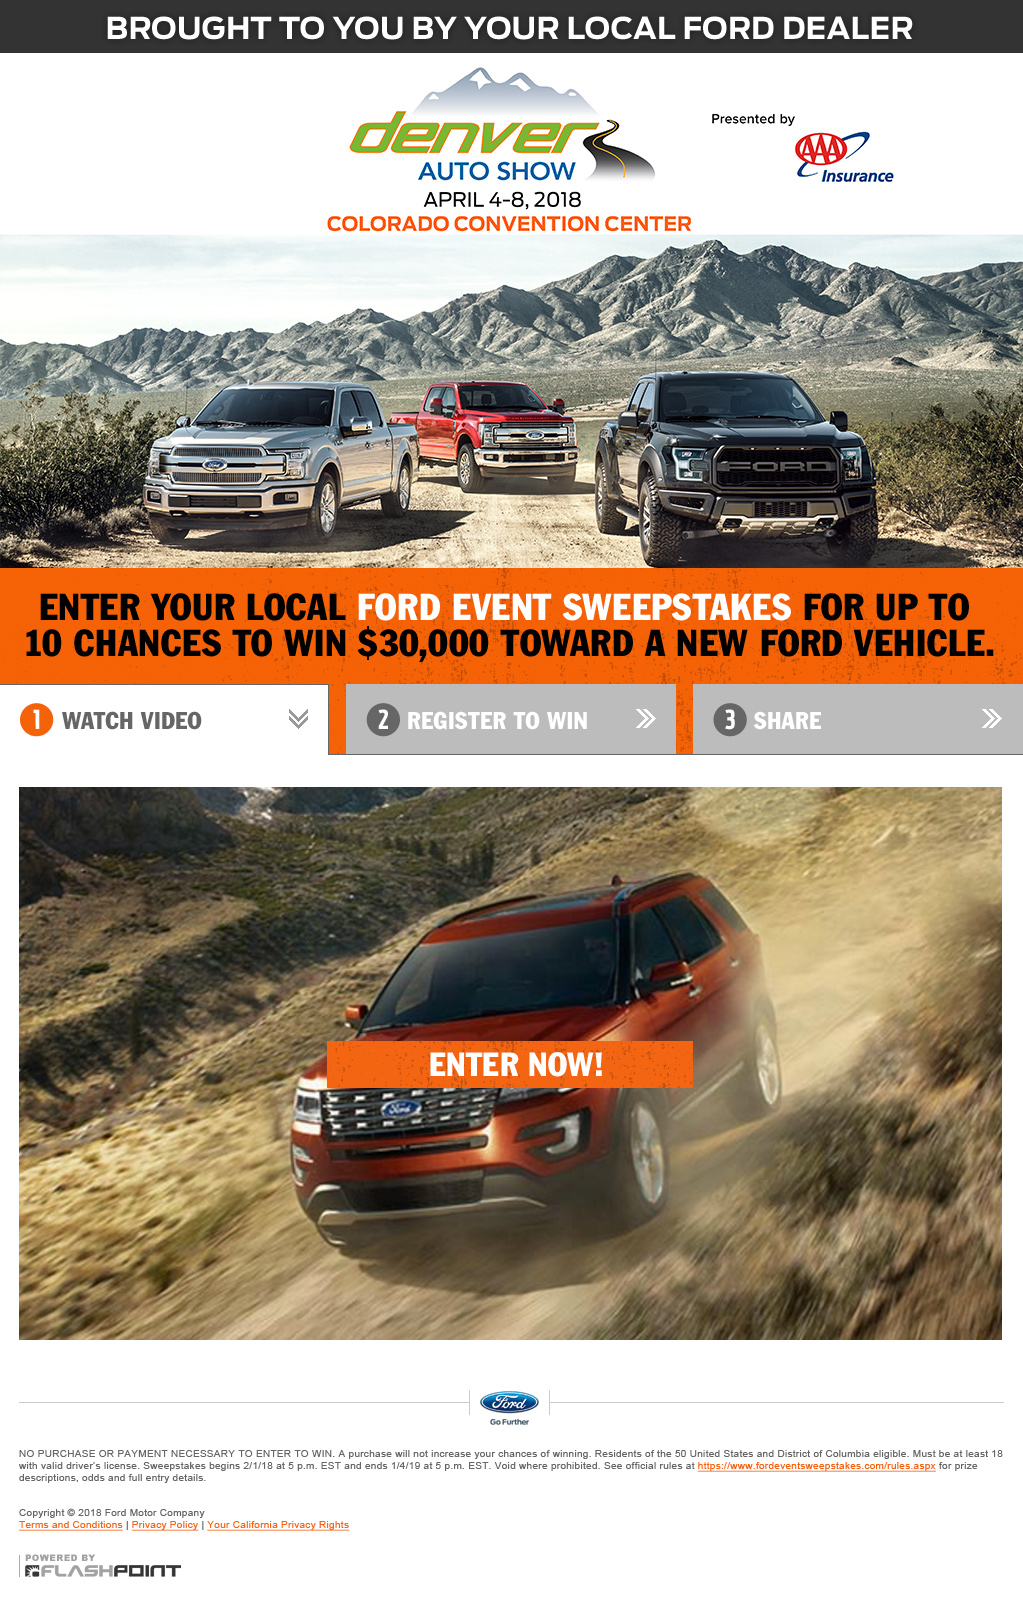 BROUGHT TO YOU BY YOUR LOCAL FORD DEALER
denver
AUTO SHOW
APRIL 4-8, 2018
COLORADO CONVENTION CENTER
Presented by
AAA
Insurance
Ford
Ford
FORD
ENTER YOUR LOCAL FORD EVENT SWEEPSTAKES FOR UP TO
10 CHANCES TO WIN $30,000 TOWARD A NEW FORD VEHICLE.
1 WATCH VIDEO
2 REGISTER TO WIN
3 SHARE
ENTER NOW!
Ford
Ford
Go Further
NO PURCHASE OR PAYMENT NECESSARY TO ENTER TO WIN. A purchase will not increase your chances of winning. Residents of the 50 United States and District of Columbia eligible. Must be at least 18
with valid driver's license. Sweepstakes begins 2/1/18 at 5 p.m. EST and ends 1/4/19 at 5 p.m. EST. Void where prohibited. See official rules at https://www.fordeventsweepstakes.com/rules.aspx for prize
descriptions, odds and full entry details.
Copyright © 2018 Ford Motor Company
Terms and Conditions | Privacy Policy | Your California Privacy Rights
POWERED BY
FLASHPOINT